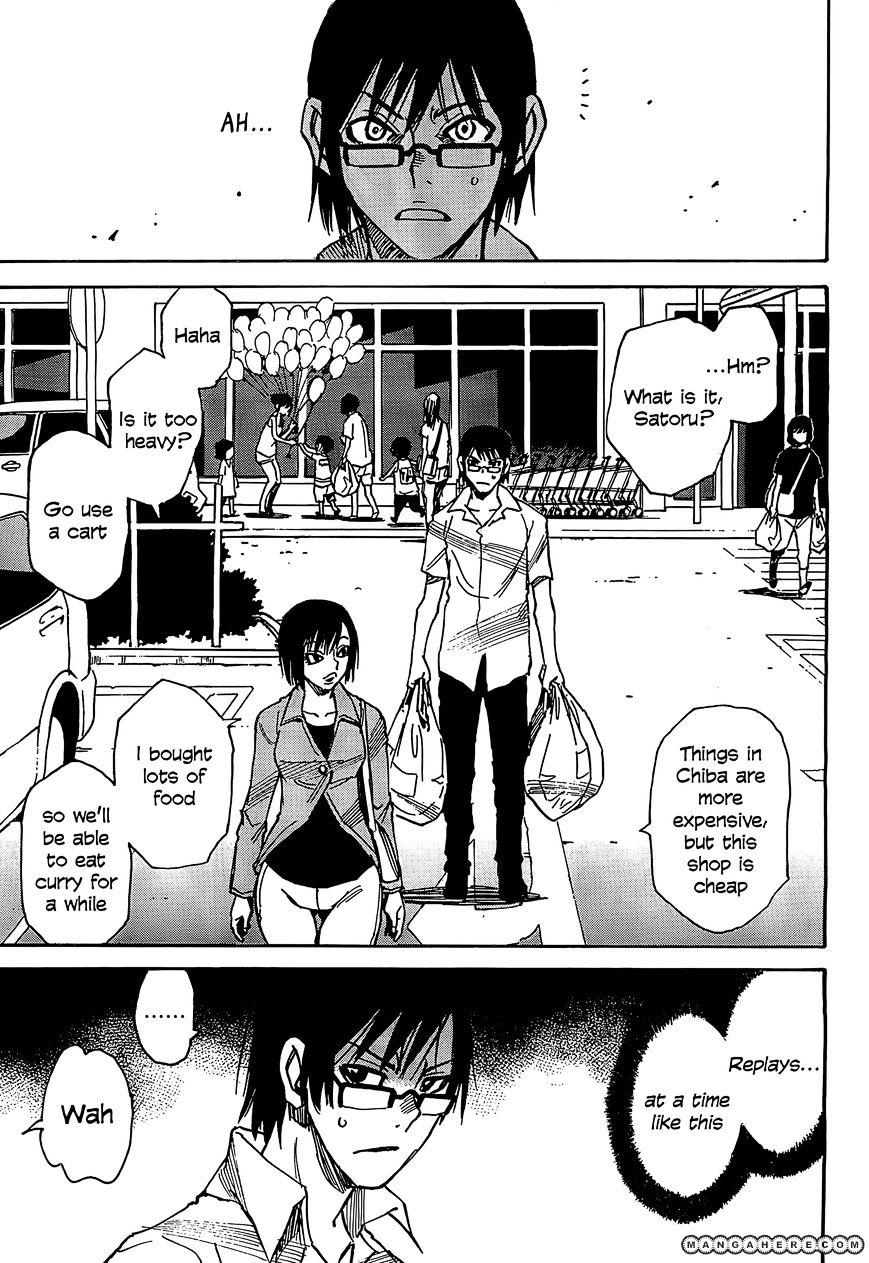 AH...
...Hm?
What is it,
Satoru?
Haha
Is it too
heavy?
Go use
a cart
Things in
Chiba are
more
expensive,
but this
shop is
cheap
I bought
lots of
food
so we'll
be able
to eat
curry for
a while
Replays...
at a time
like this
......
Wah
MANGAHERE.COM